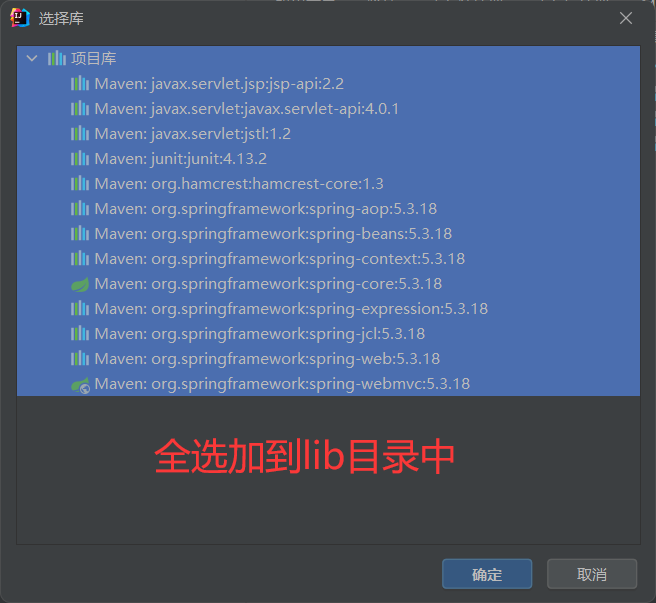 选择库
项目库
Maven: javax.servlet.jsp:jsp-api:2.2
Maven: javax.servlet:javax.servlet-api:4.0.1
Maven: javax.servlet:jstl:1.2
Maven: junit:junit:4.13.2
Maven: org.hamcrest:hamcrest-core:1.3
Maven: org.springframework:spring-aop:5.3.18
Maven: org.springframework:spring-beans:5.3.18
Maven: org.springframework:spring-context:5.3.18
Maven: org.springframework:spring-core:5.3.18
Maven: org.springframework:spring-expression:5.3.18
Maven: org.springframework:spring-jcl:5.3.18
Maven: org.springframework:spring-web:5.3.18
Maven: org.springframework:spring-webmvc:5.3.18
全选加到lib目录中
确定 取消